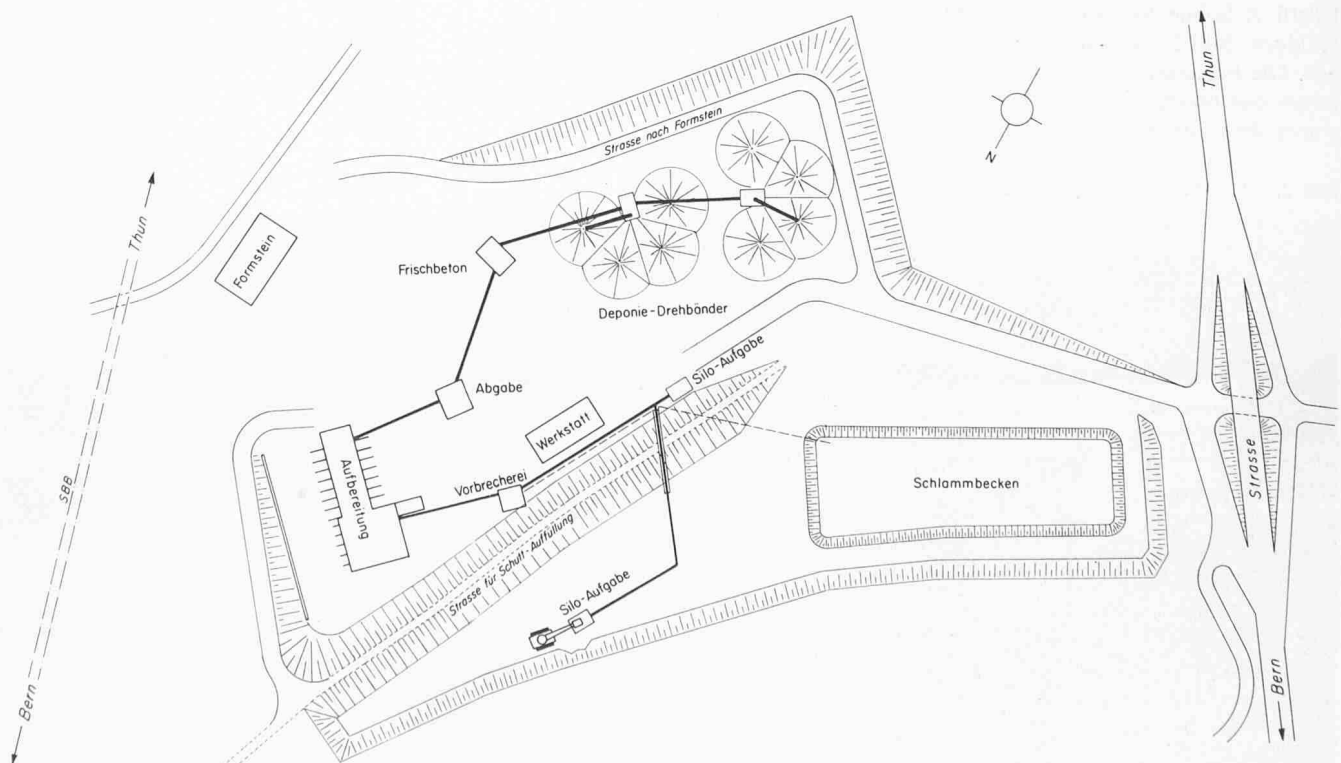 Thun
Strasse nach Formstein
N
Thun
Formstein
Frischbeton
Deponie-Drehbänder
Silo-Aufgabe
Abgabe
Werkstatt
Strasse
Aufbereitung
Vorbrecherei
Schlammbecken
SBB
Strasse für Schutt-Auffüllung
Silo-Aufgabe
Bern
Bern